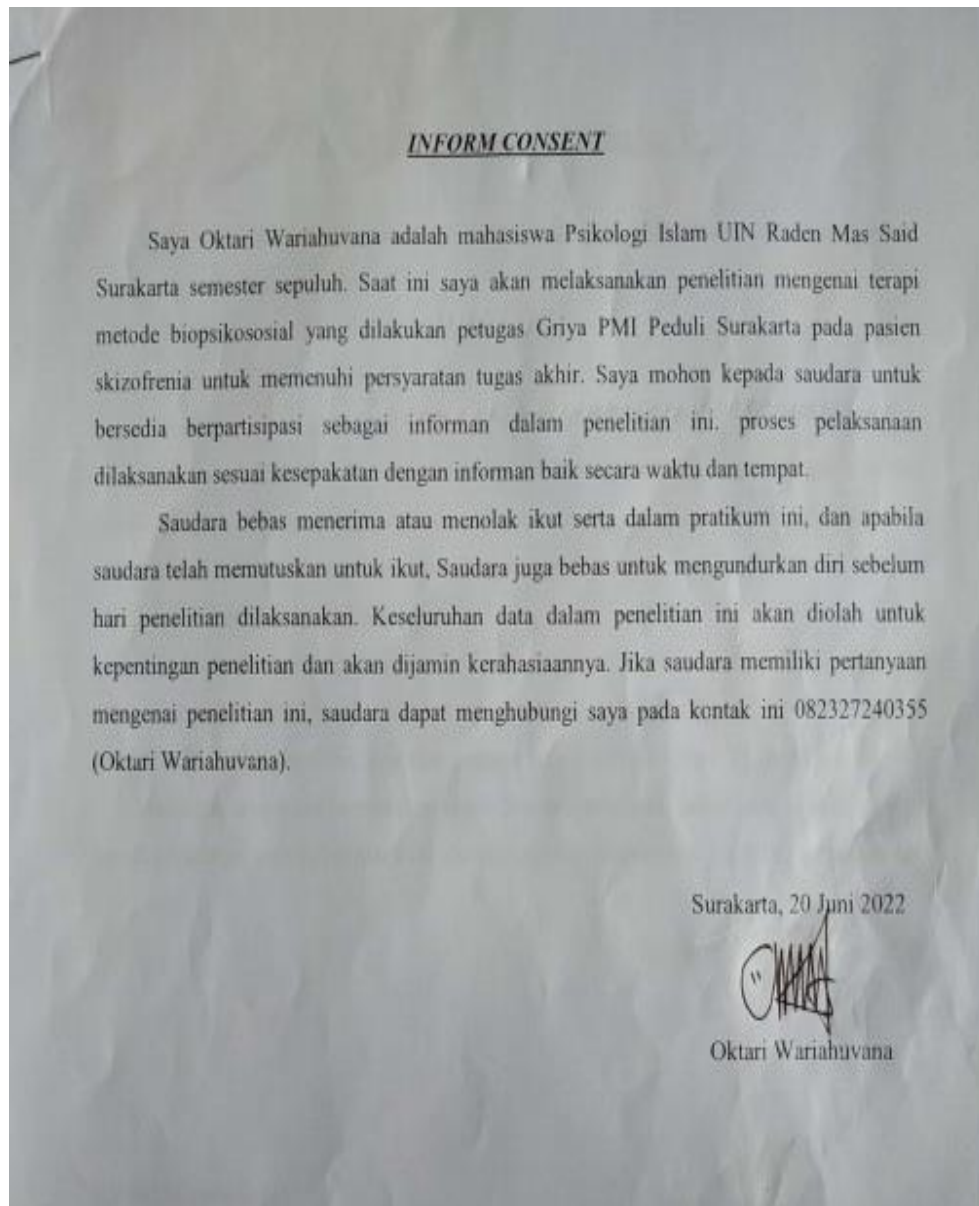 INFORM CONSENT
Saya Oktari Wariahuvana adalah mahasiswa Psikologi Islam UIN Raden Mas Said
Surakarta semester sepuluh. Saat ini saya akan melaksanakan penelitian mengenai terapi
metode biopsikososial yang dilakukan petugas Griya PMI Peduli Surakarta pada pasien
skizofrenia untuk memenuhi persyaratan tugas akhir. Saya mohon kepada saudara untuk
bersedia berpartisipasi sebagai informan dalam penelitian ini. proses pelaksanaan
dilaksanakan sesuai kesepakatan dengan informan baik secara waktu dan tempat.
Saudara bebas menerima atau menolak ikut serta dalam pratikum ini, dan apabila
saudara telah memutuskan untuk ikut, Saudara juga bebas untuk mengundurkan diri sebelum
hari penelitian dilaksanakan. Keseluruhan data dalam penelitian ini akan diolah untuk
kepentingan penelitian dan akan dijamin kerahasiaannya. Jika saudara memiliki pertanyaan
mengenai penelitian ini, saudara dapat menghubungi saya pada kontak ini 082327240355
(Oktari Wariahuvana).
Surakarta, 20 Juni 2022
Oktari Wariahuvana